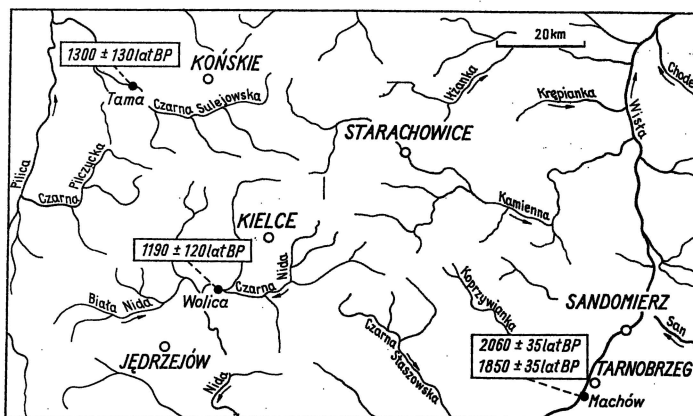 1300 ± 130 lat BP
KOŃSKIE
Tama
Czarna Sulejowska
20 km
Iłżanka
Krępianka
Chode
Wisła
STARACHOWICE
Pilica
Czarna
Pilczycka
Kamienna
KIELCE
1190 ± 120 lat BP
Biała Nida
Wolica
Czarna
Nida
Koprzywianka
SANDOMIERZ
San
JĘDRZEJÓW
Nida
Czarna
Staszowska
2060 ± 35 lat BP
1850 ± 35 lat BP
TARNOBRZEG
Machów